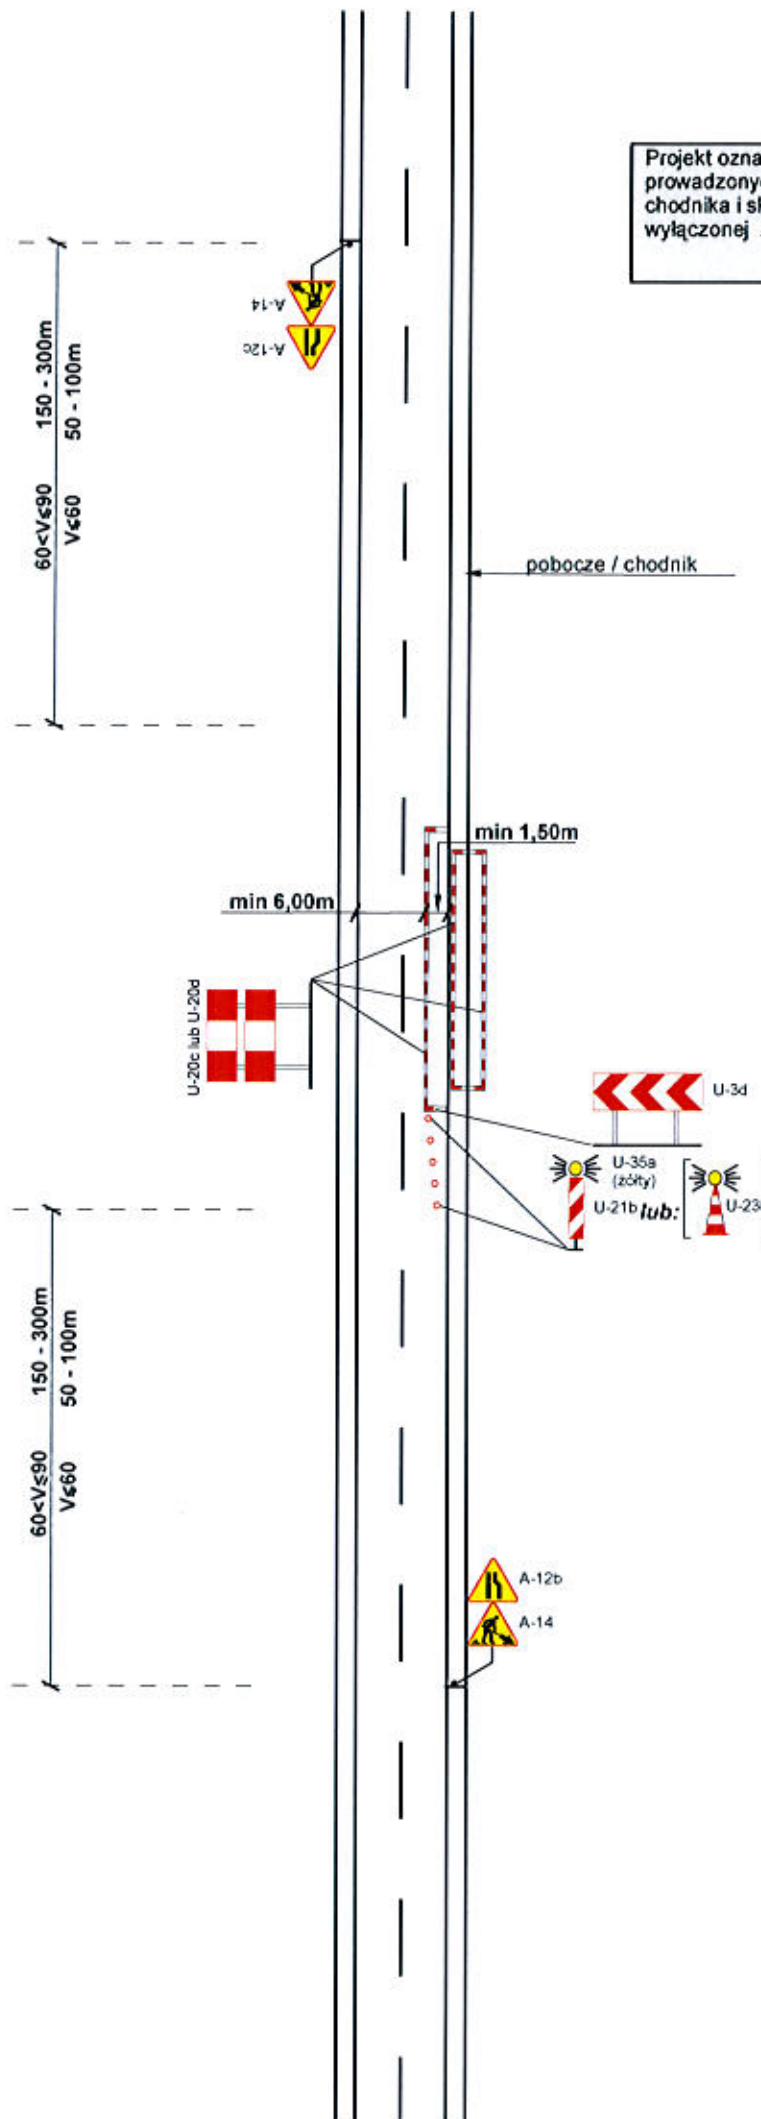 Projekt ozna
prowadzony
chodnika i s
wyłączonej
A-14
A-12c
150 - 300m
50 - 100m
60<V≤90
V≤60
pobocze / chodnik
min 1,50m
min 6,00m
U-20c lub U-20d
U-3d
U-35a
(żółty)
U-21b lub: U-23
150 - 300m
50 - 100m
60<V≤90
V≤60
A-12b
A-14